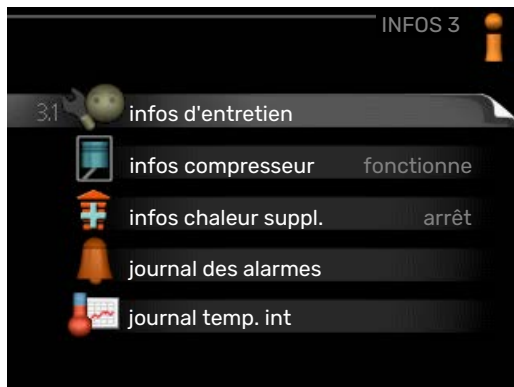 INFOS 3
3.1 infos d'entretien
infos compresseur fonctionne
infos chaleur suppl. arrêt
journal des alarmes
journal temp. int